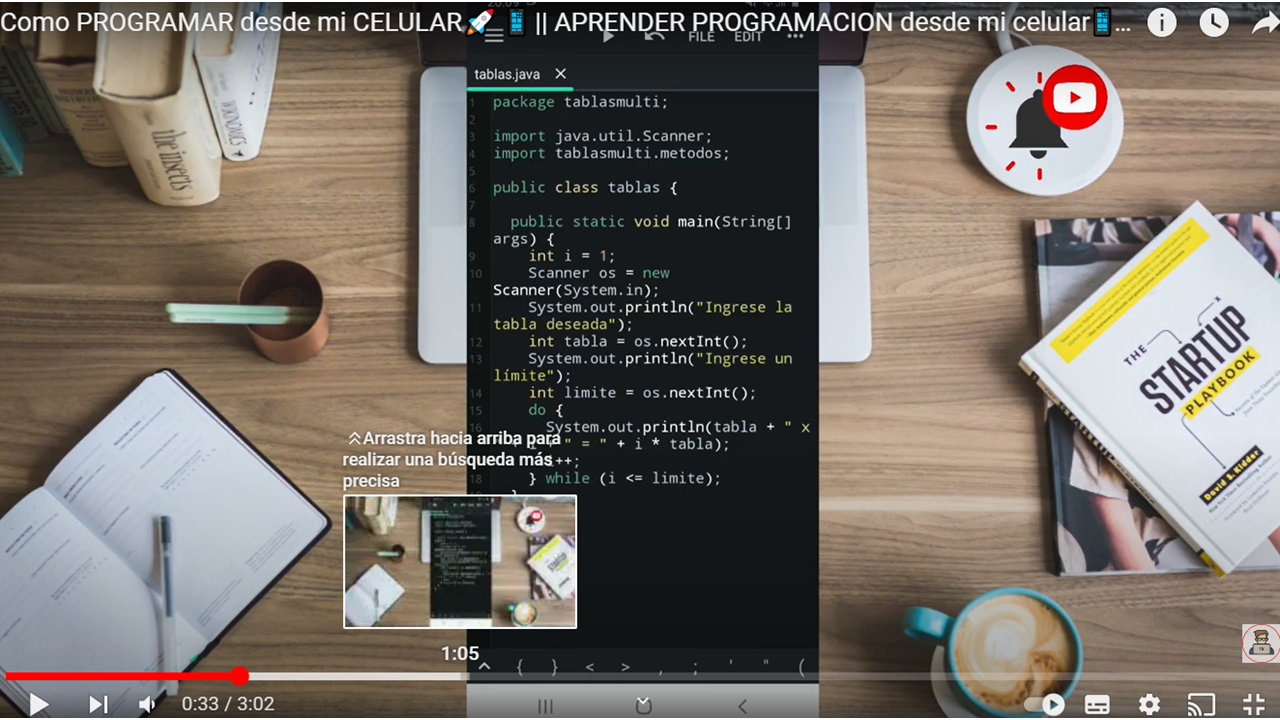 Como PROGRAMAR desde mi CELULAR🚀📱 || APRENDER PROGRAMACION desde mi celular📱...
FILE EDIT
tablas.java ×
1 package tablasmulti;
2
3 import java.util.Scanner;
4 import tablasmulti.metodos;
5
6 public class tablas {
7
8 public static void main(String[]
args) {
9 int i = 1;
10 Scanner os = new
Scanner(System.in);
11 System.out.println("Ingrese la
tabla deseada");
12 int tabla = os.nextInt();
13 System.out.println("Ingrese un
límite");
14 int limite = os.nextInt();
15 do {
16 System.out.println(tabla + " x
" = " + i * tabla);
++;
18 } while (i <= limite);
Arrastra hacia arriba para
realizar una búsqueda más
precisa
1:05
{ } < > , ; ' " (
0:33 / 3:02
the insects
WIKINOMICS
THE
STARTUP
PLAYBOOK
David S. Kidder